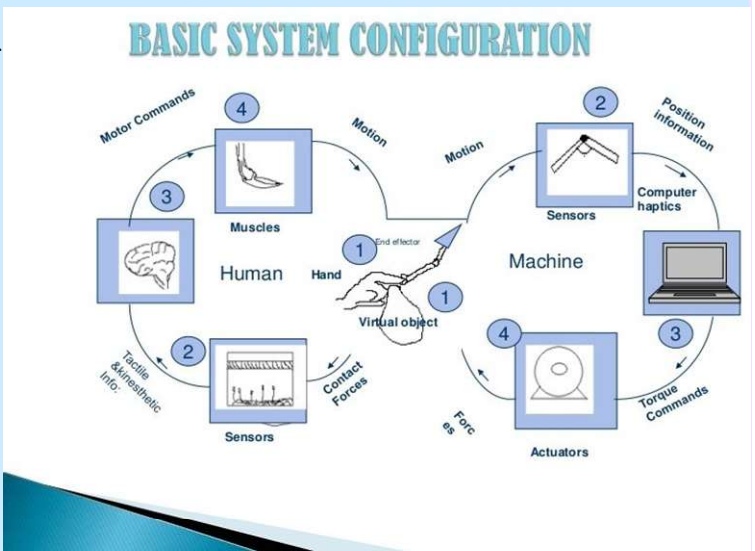 BASIC SYSTEM CONFIGURATION
Motor Commands
4
Motion
Motion
2
Position
information
3
Muscles
Sensors
Computer
haptics
1
End effector
Human
Hand
Machine
1
Virtual object
4
3
2
Tactile
&kinesthetic
Info:
Contact
Forces
Forc
es
Torque
Commands
Sensors
Actuators